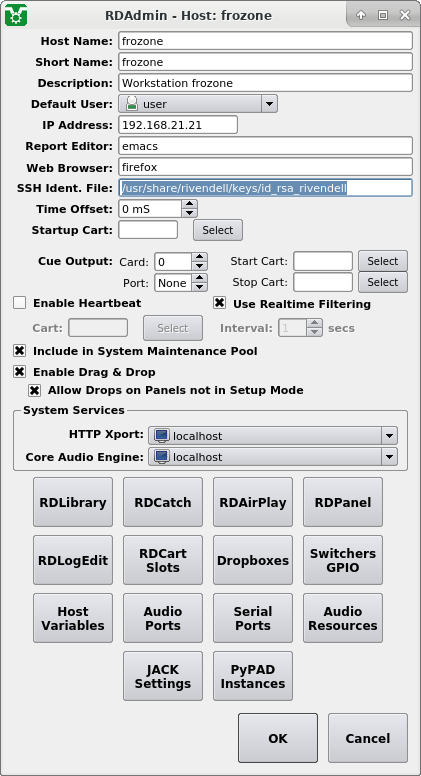 RDAdmin - Host: frozone
Host Name: frozone
Short Name: frozone
Description: Workstation frozone
Default User: user
IP Address: 192.168.21.21
Report Editor: emacs
Web Browser: firefox
SSH Ident. File: /usr/share/rivendell/keys/id_rsa_rivendell
Time Offset: 0 mS
Startup Cart: Select
Cue Output: Card: 0 Start Cart: Select
Port: None Stop Cart: Select
Enable Heartbeat Use Realtime Filtering
Cart: Select Interval: 1 secs
Include in System Maintenance Pool
Enable Drag & Drop
Allow Drops on Panels not in Setup Mode
System Services
HTTP Xport: localhost
Core Audio Engine: localhost
RDLibrary RDCatch RDAirPlay RDPanel
RDLogEdit RDCart Slots Dropboxes Switchers GPIO
Host Variables Audio Ports Serial Ports Audio Resources
JACK Settings PyPAD Instances
OK Cancel